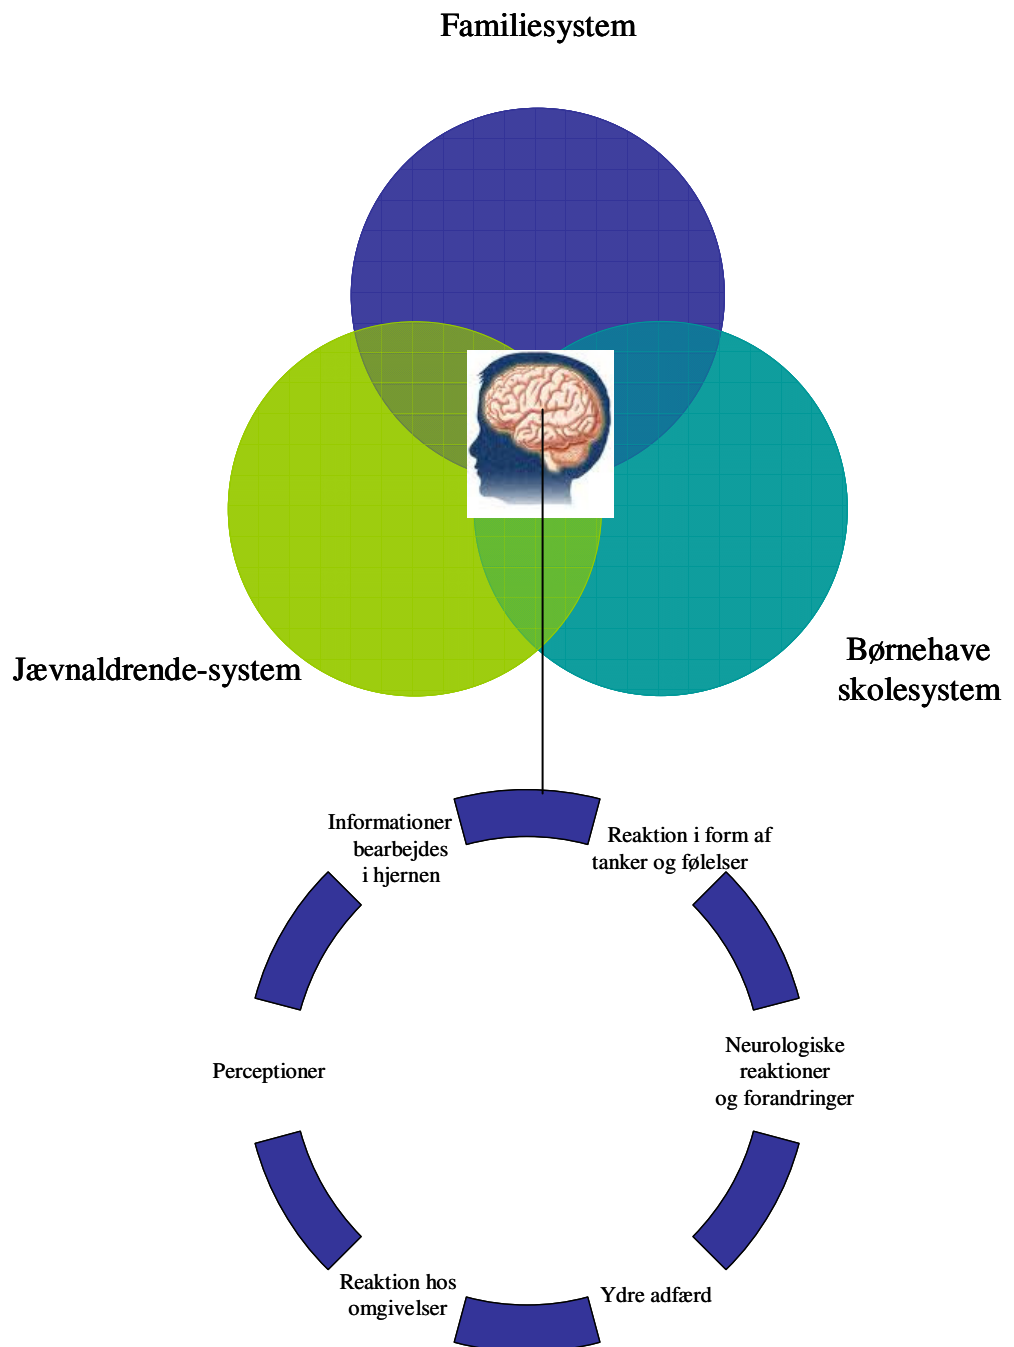 Familiesystem
Jævnaldrende-system
Børnehave
skolesystem
Informationer
bearbejdes
i hjernen
Reaktion i form af
tanker og følelser
Perceptioner
Neurologiske
reaktioner
og forandringer
Reaktion hos
omgivelser
Ydre adfærd